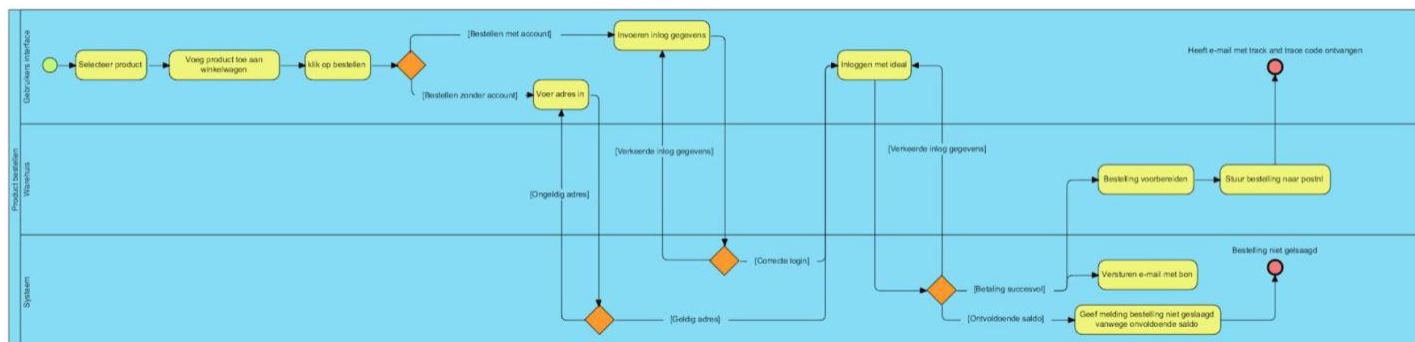 Product bestellen
Gebruikers interface
Warehuis
Systeem
Selecteer product
Voeg product toe aan
winkelwagen
klik op bestellen
[Bestellen met account]
[Bestellen zonder account]
Invoeren inlog gegevens
Voer adres in
[Verkeerde inlog gegevens]
[Ongeldig adres]
[Correcte login]
[Geldig adres]
Inloggen met ideal
[Verkeerde inlog gegevens]
[Betaling succesvol]
[Ontvoldoende saldo]
Bestelling voorbereiden
Stuur bestelling naar postnl
Heeft e-mail met track and trace code ontvangen
Versturen e-mail met bon
Geef melding bestelling niet geslaagd
vanwege onvoldoende saldo
Bestelling niet gelsaagd